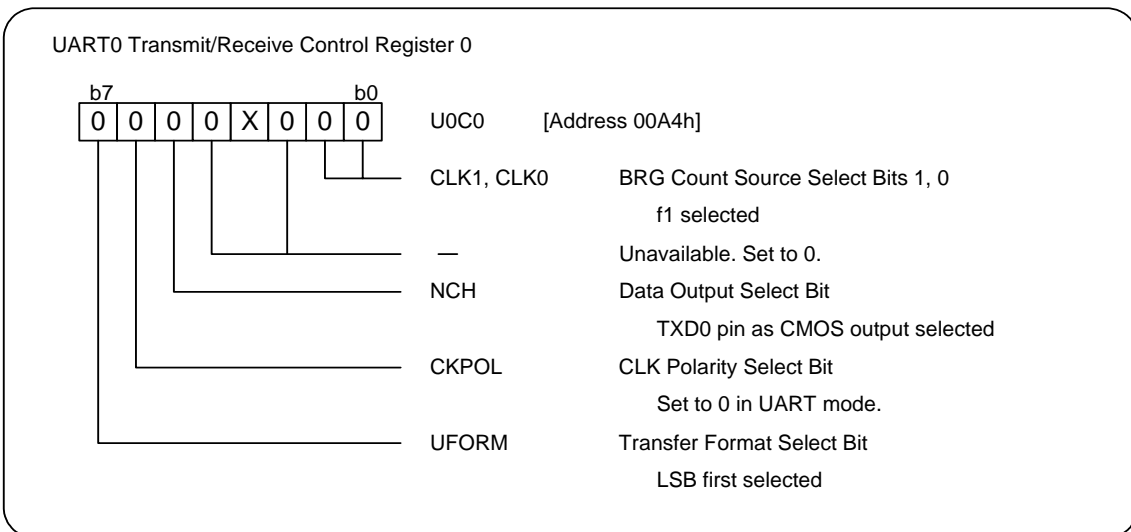 UART0 Transmit/Receive Control Register 0
b7 b0
0 0 0 0 X 0 0 0 U0C0 [Address 00A4h]
CLK1, CLK0 BRG Count Source Select Bits 1, 0
f1 selected
— Unavailable. Set to 0.
NCH Data Output Select Bit
TXD0 pin as CMOS output selected
CKPOL CLK Polarity Select Bit
Set to 0 in UART mode.
UFORM Transfer Format Select Bit
LSB first selected